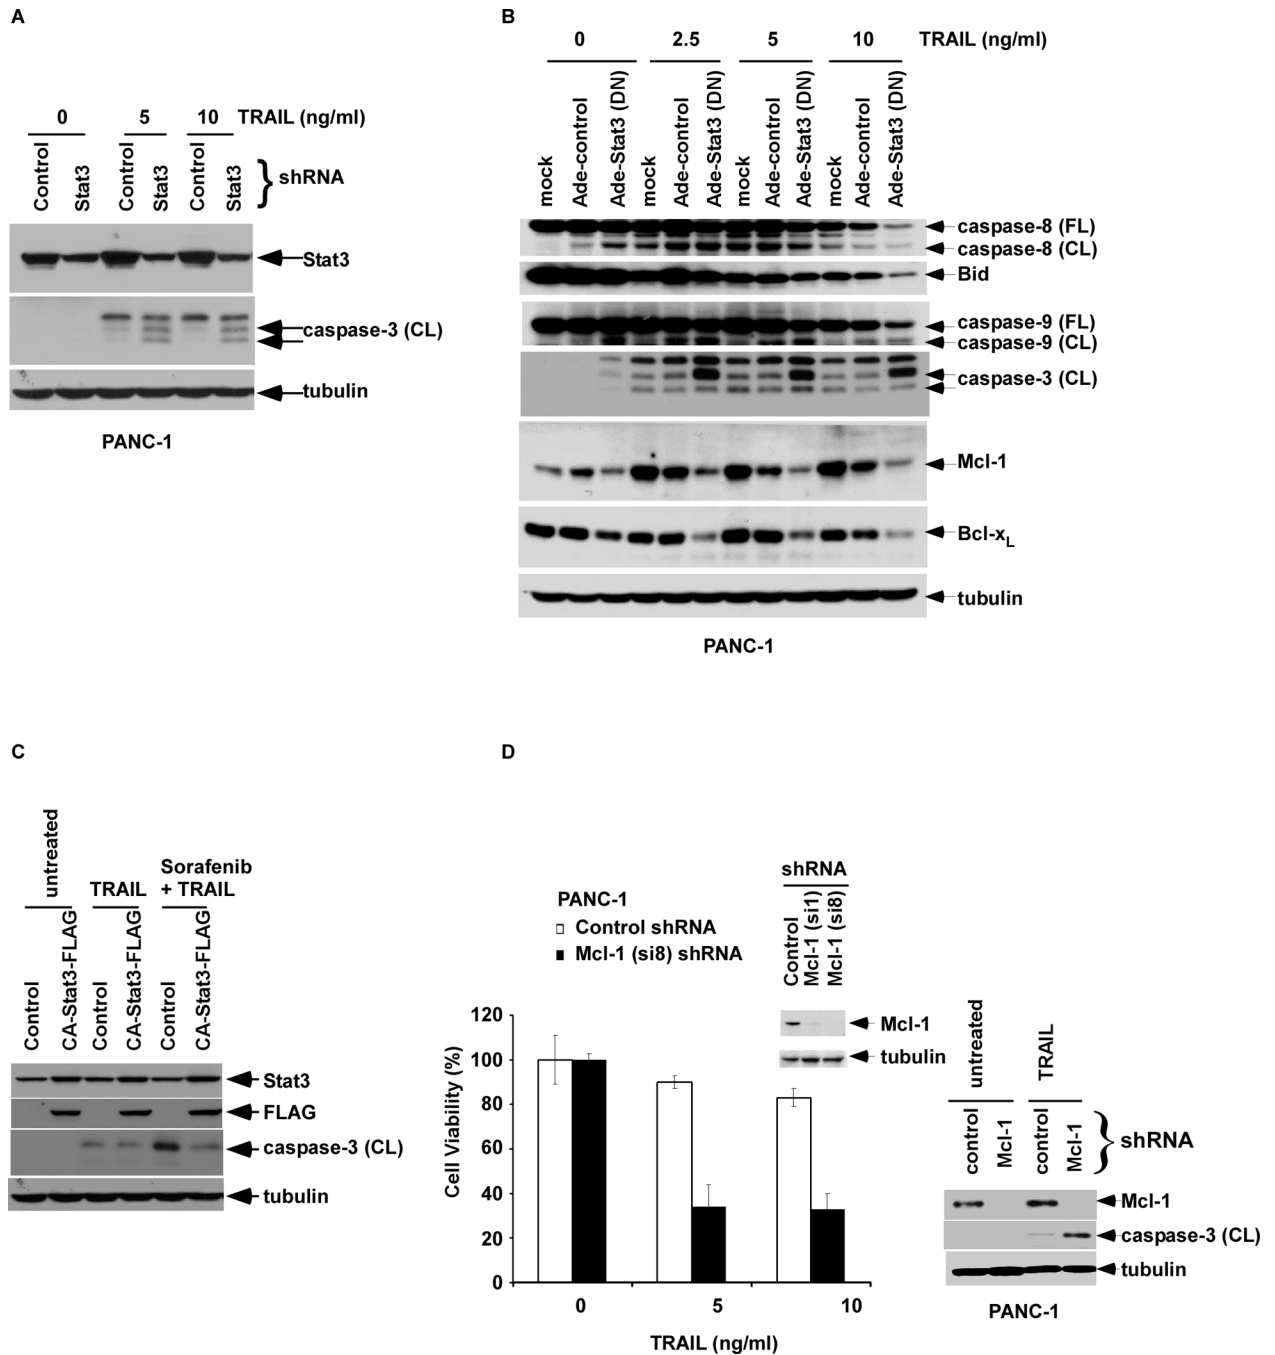 A
0 5 10 TRAIL (ng/ml)
Control
Stat3
Control
Stat3
Control
Stat3
} shRNA
Stat3
caspase-3 (CL)
tubulin
PANC-1
B
0 2.5 5 10 TRAIL (ng/ml)
mock
Ade-control
Ade-Stat3 (DN)
mock
Ade-control
Ade-Stat3 (DN)
mock
Ade-control
Ade-Stat3 (DN)
mock
Ade-control
Ade-Stat3 (DN)
caspase-8 (FL)
caspase-8 (CL)
Bid
caspase-9 (FL)
caspase-9 (CL)
caspase-3 (CL)
Mcl-1
Bcl-xL
tubulin
PANC-1
C
untreated
TRAIL
Sorafenib
+ TRAIL
Control
CA-Stat3-FLAG
Control
CA-Stat3-FLAG
Control
CA-Stat3-FLAG
Stat3
FLAG
caspase-3 (CL)
tubulin
D
PANC-1
Control shRNA
Mcl-1 (si8) shRNA
shRNA
Control
Mcl-1 (si1)
Mcl-1 (si8)
Mcl-1
tubulin
Cell Viability (%)
120
100
80
60
40
20
0
0 5 10
TRAIL (ng/ml)
untreated
TRAIL
control
Mcl-1
control
Mcl-1
} shRNA
Mcl-1
caspase-3 (CL)
tubulin
PANC-1